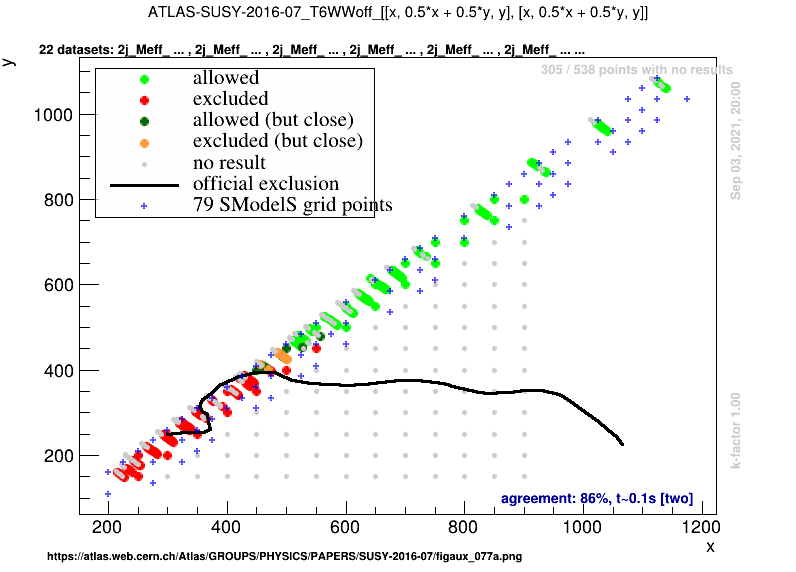 ATLAS-SUSY-2016-07_T6WWoff_[[x, 0.5*x + 0.5*y, y], [x, 0.5*x + 0.5*y, y]]
22 datasets: 2j_Meff_ ... , 2j_Meff_ ... , 2j_Meff_ ... , 2j_Meff_ ... , 2j_Meff_ ... , 2j_Meff_ ... , 2j_Meff_ ... ...
y
305 / 538 points with no results
allowed
excluded
allowed (but close)
excluded (but close)
no result
official exclusion
79 SModelS grid points
Sep 03, 2021, 20:00
k-factor 1.00
1000
800
600
400
200
agreement: 86%, t~0.1s [two]
200 400 600 800 1000 1200
x
https://atlas.web.cern.ch/Atlas/GROUPS/PHYSICS/PAPERS/SUSY-2016-07/figaux_077a.png